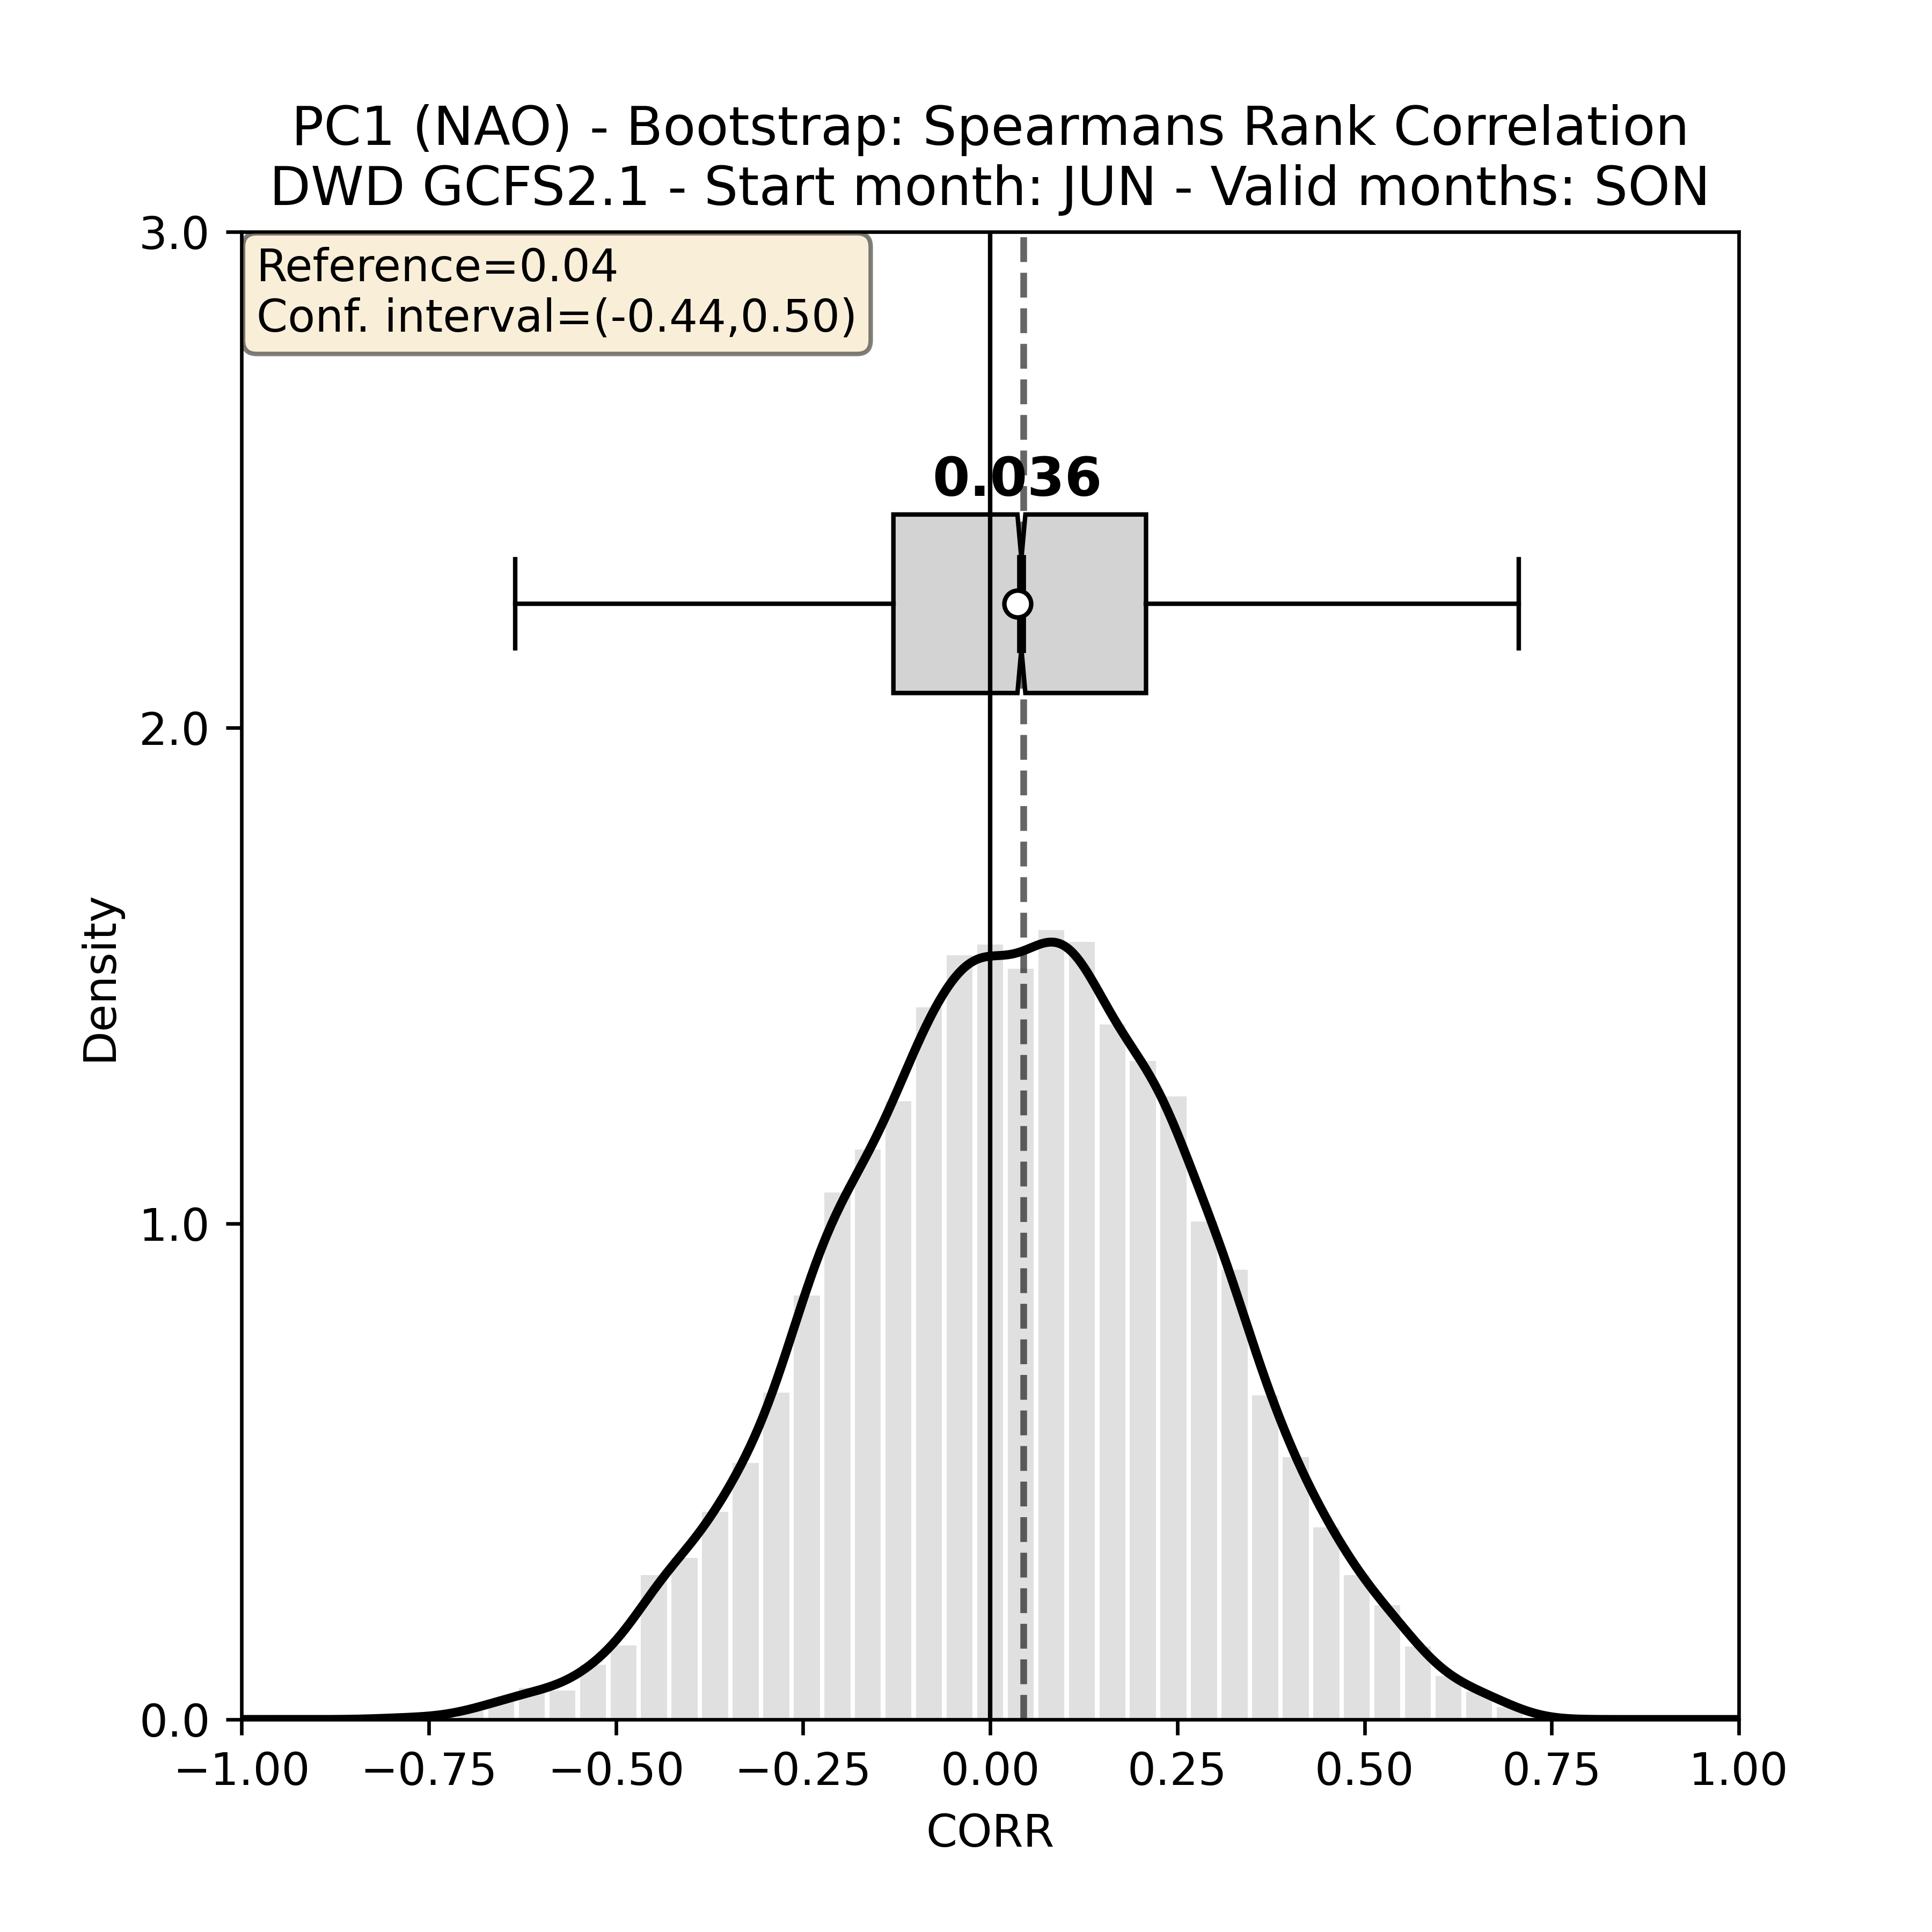 PC1 (NAO) - Bootstrap: Spearmans Rank Correlation
DWD GCFS2.1 - Start month: JUN - Valid months: SON
3.0
Reference=0.04
Conf. interval=(-0.44,0.50)
0.036
2.0
Density
1.0
0.0
−1.00 −0.75 −0.50 −0.25 0.00 0.25 0.50 0.75 1.00
CORR